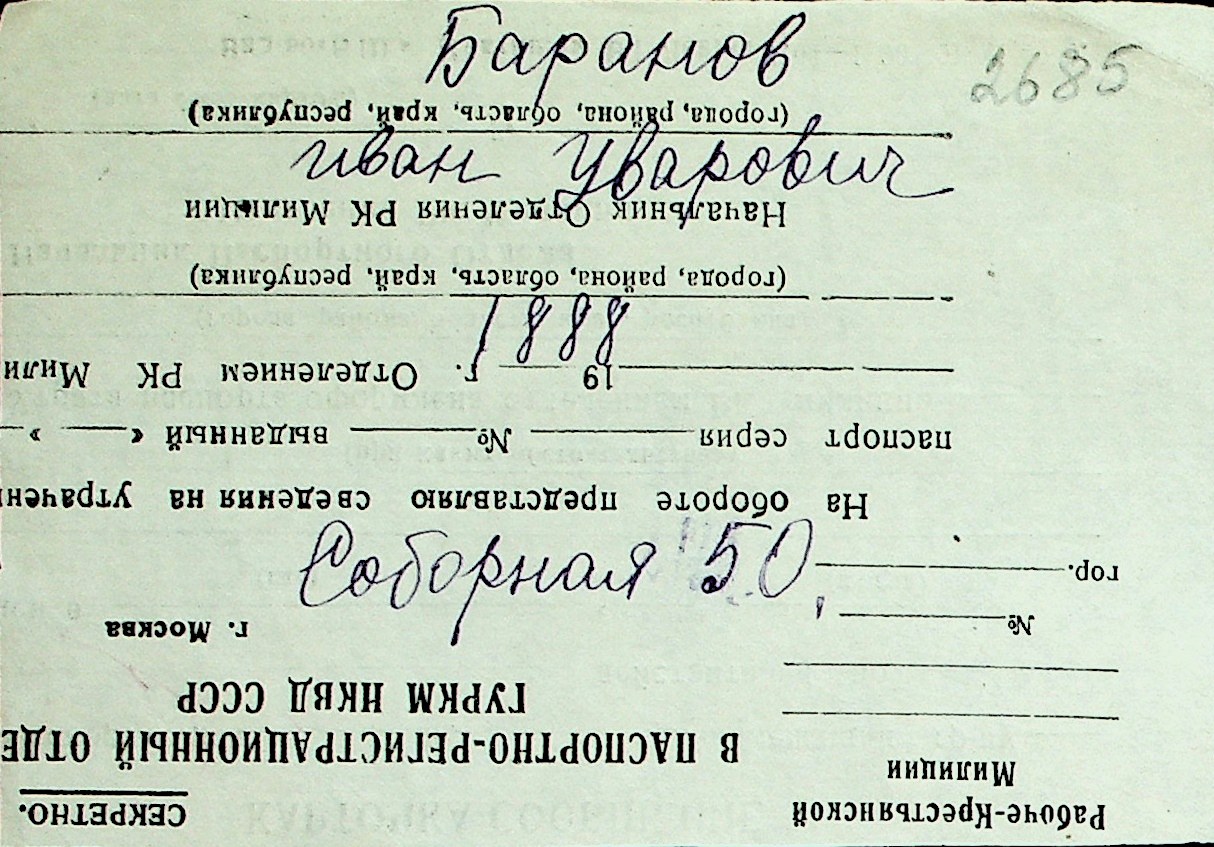 Баранов
2685
иван Уварович
1888
Соборная 50,
СЕКРЕТНО.
Рабоче-Крестьянской
Милиции
В ПАСПОРТНО-РЕГИСТРАЦИОННЫЙ ОТДЕ
ГУРКМ НКВД СССР
г. Москва
№
гор.
На обороте представляю сведения на утрачен
паспорт серия № выданный « »
19 г. Отделением РК Мили
(города, района, область, край, республика)
Начальник Отделения РК Милиции
(города, района, область, край, республика)